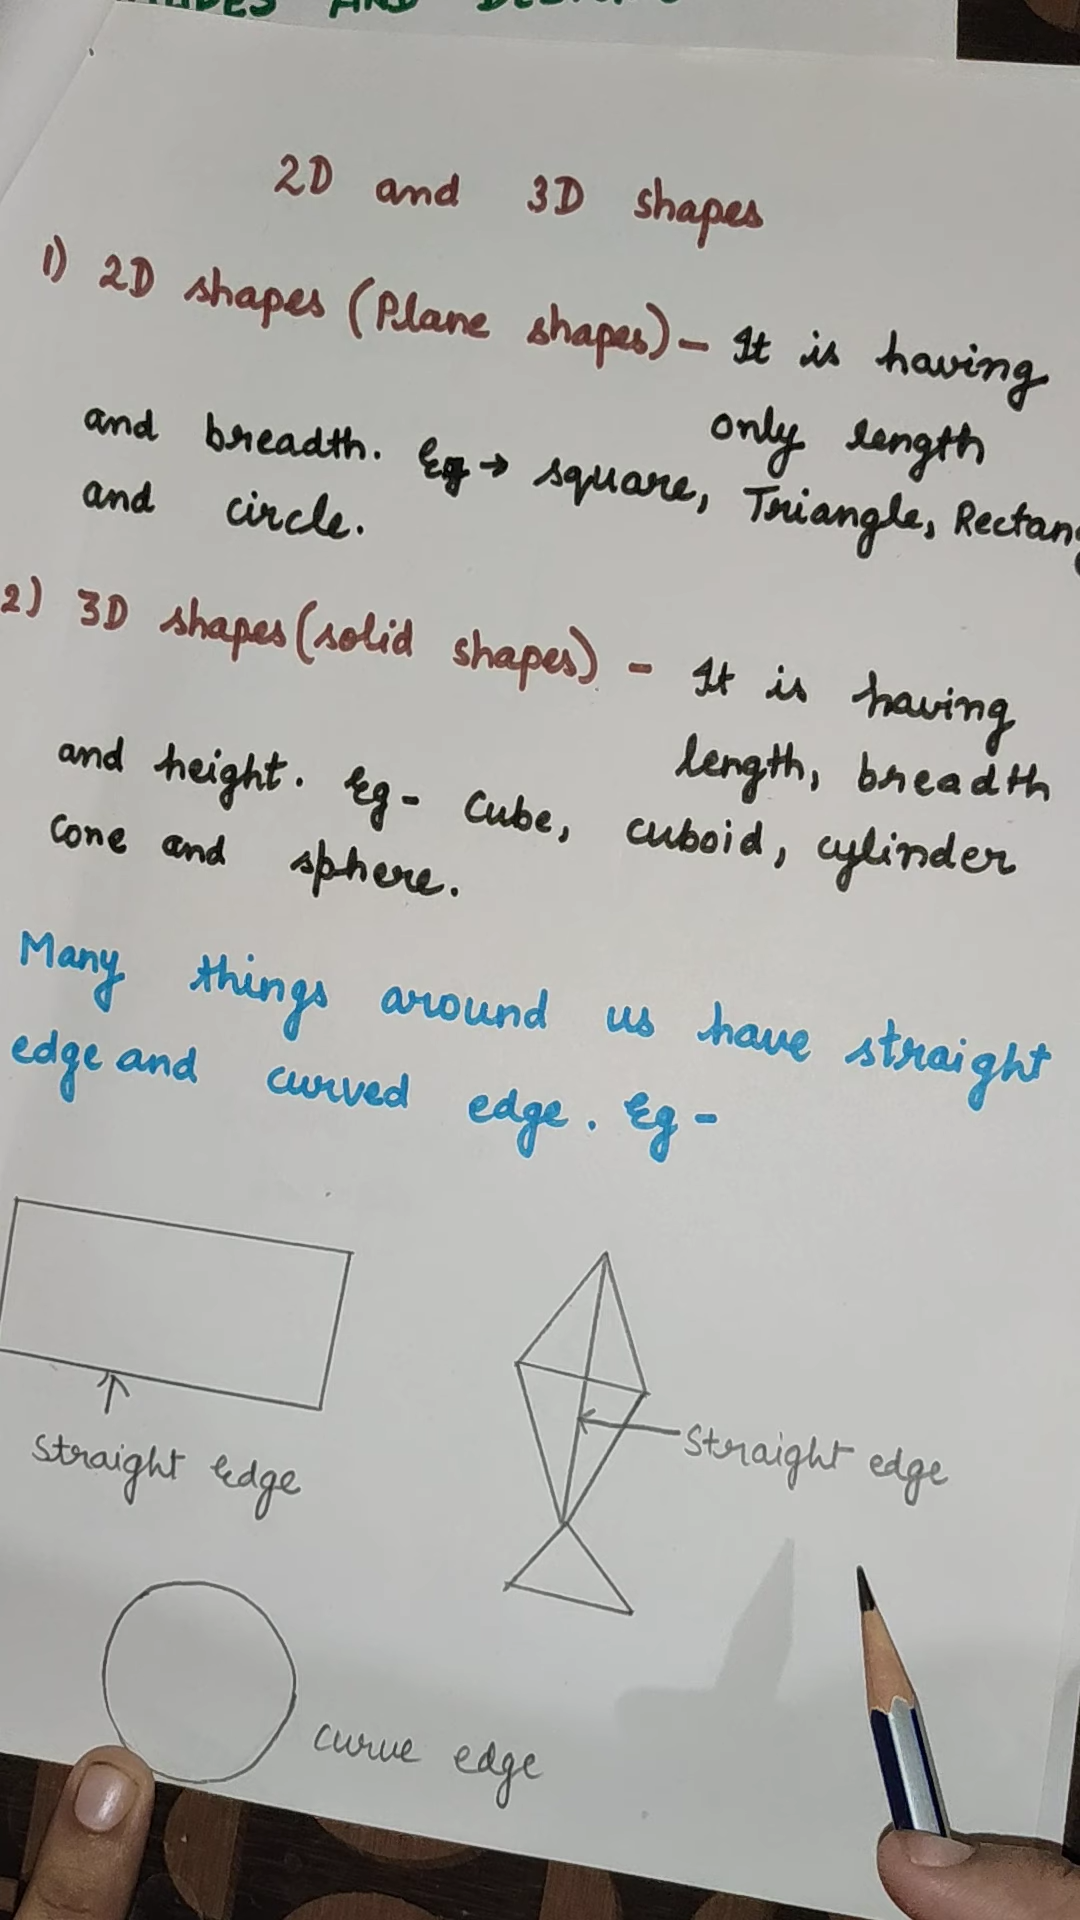 AND
2D and 3D shapes
1) 2D shapes (Plane shapes) - It is having
only length
and breadth. Eg → square, Triangle, Rectang
and circle.
2) 3D shapes (solid shapes) - It is having
length, breadth
and height. Eg - Cube, cuboid, cylinder
cone and sphere.
Many things around us have straight
edge and curved edge. Eg -
Straight Edge
Straight edge
curve edge